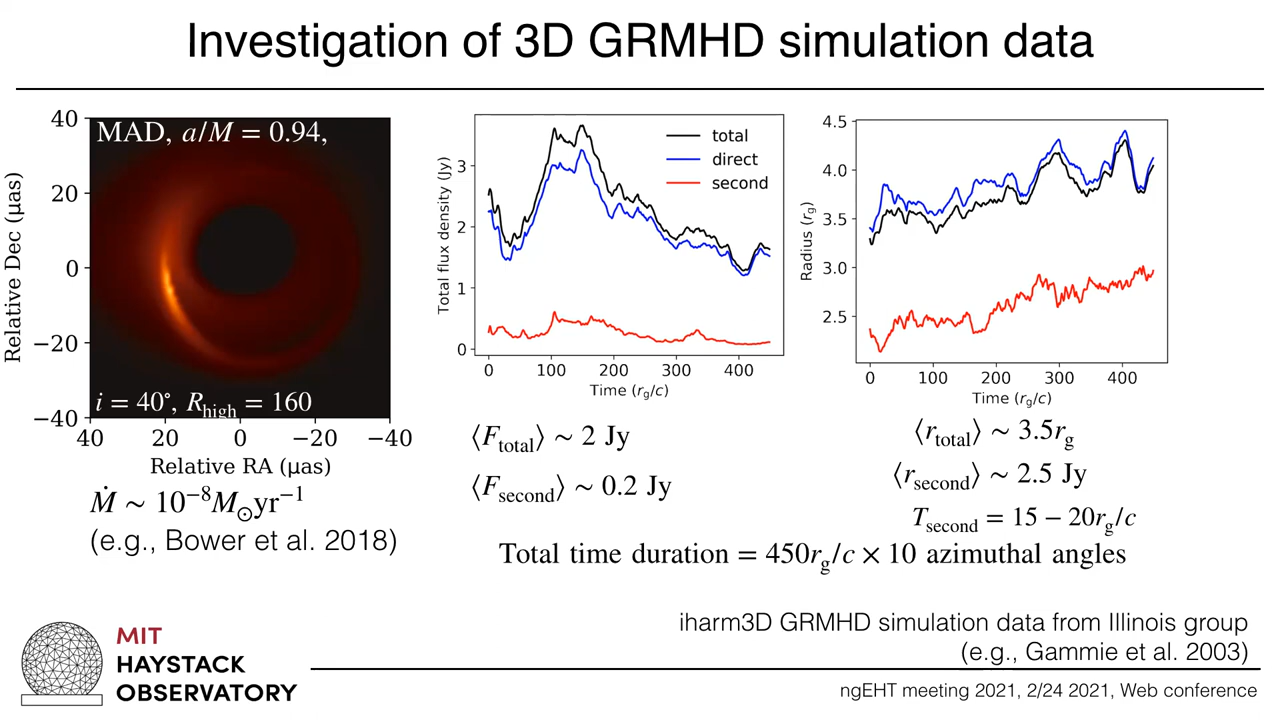 Investigation of 3D GRMHD simulation data
MAD, a/M = 0.94,
i = 40°, R_high = 160
40
20
0
−20
−40
Relative Dec (μas)
40
20
0
−20
−40
Relative RA (μas)
Ṁ ~ 10⁻⁸M_⊙yr⁻¹
(e.g., Bower et al. 2018)
total
direct
second
3
2
1
0
Total flux density (Jy)
0
100
200
300
400
Time (r_g/c)
⟨F_total⟩ ~ 2 Jy
⟨F_second⟩ ~ 0.2 Jy
4.5
4.0
3.5
3.0
2.5
Radius (r_g)
0
100
200
300
400
Time (r_g/c)
⟨r_total⟩ ~ 3.5r_g
⟨r_second⟩ ~ 2.5 Jy
T_second = 15 − 20r_g/c
Total time duration = 450r_g/c × 10 azimuthal angles
iharm3D GRMHD simulation data from Illinois group
(e.g., Gammie et al. 2003)
MIT
HAYSTACK
OBSERVATORY
ngEHT meeting 2021, 2/24 2021, Web conference